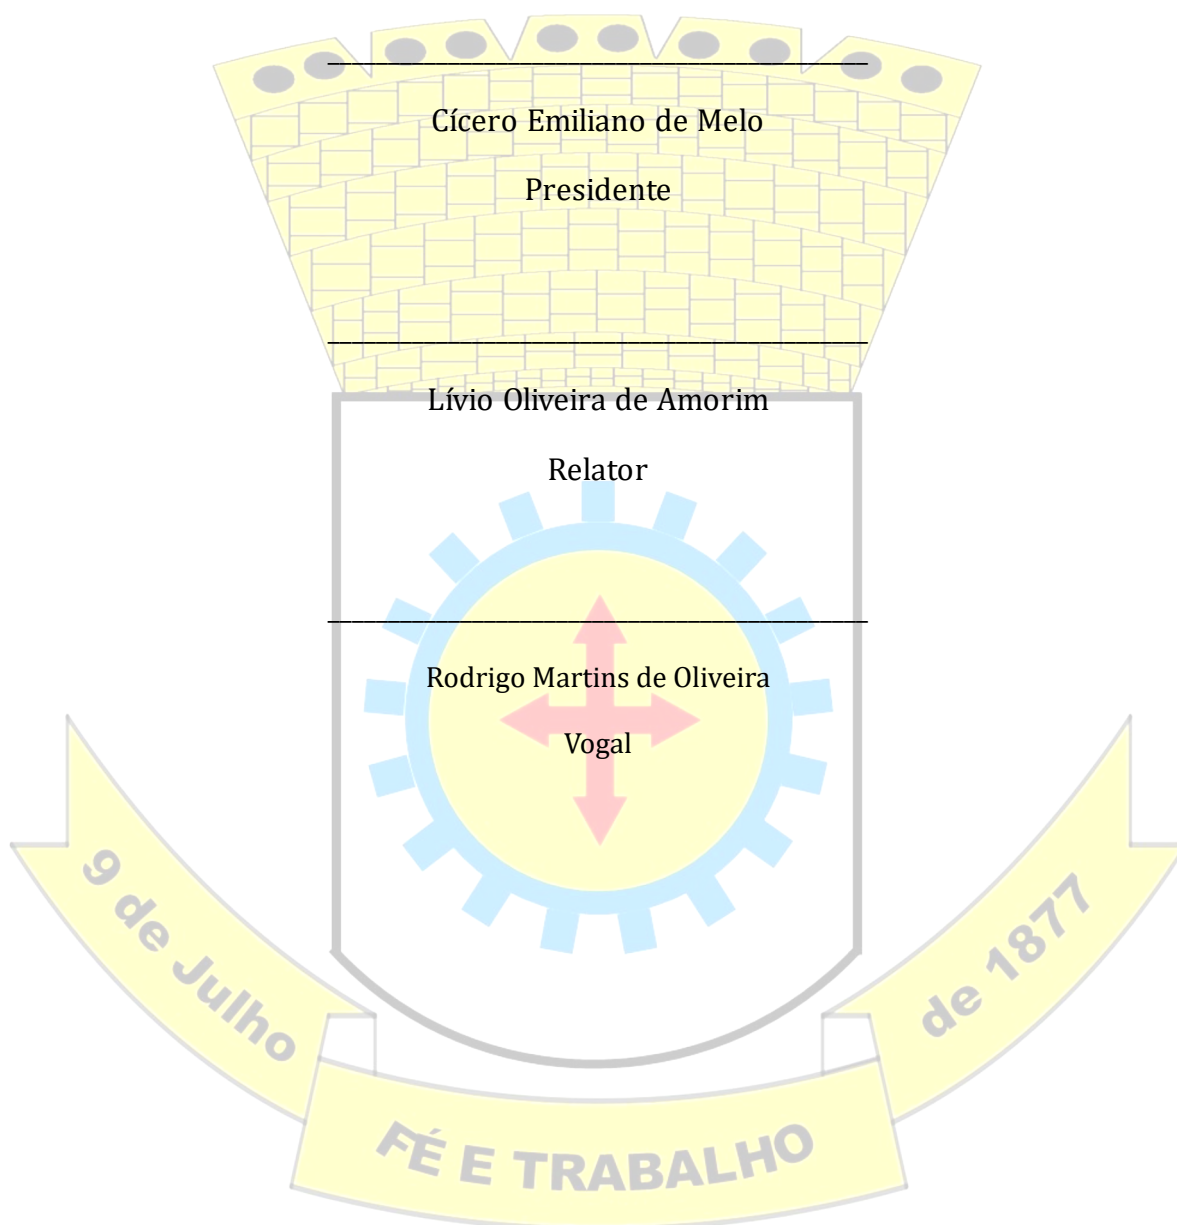 Cícero Emiliano de Melo
Presidente
Lívio Oliveira de Amorim
Relator
Rodrigo Martins de Oliveira
Vogal
9 de Julho
de 1877
FÉ E TRABALHO